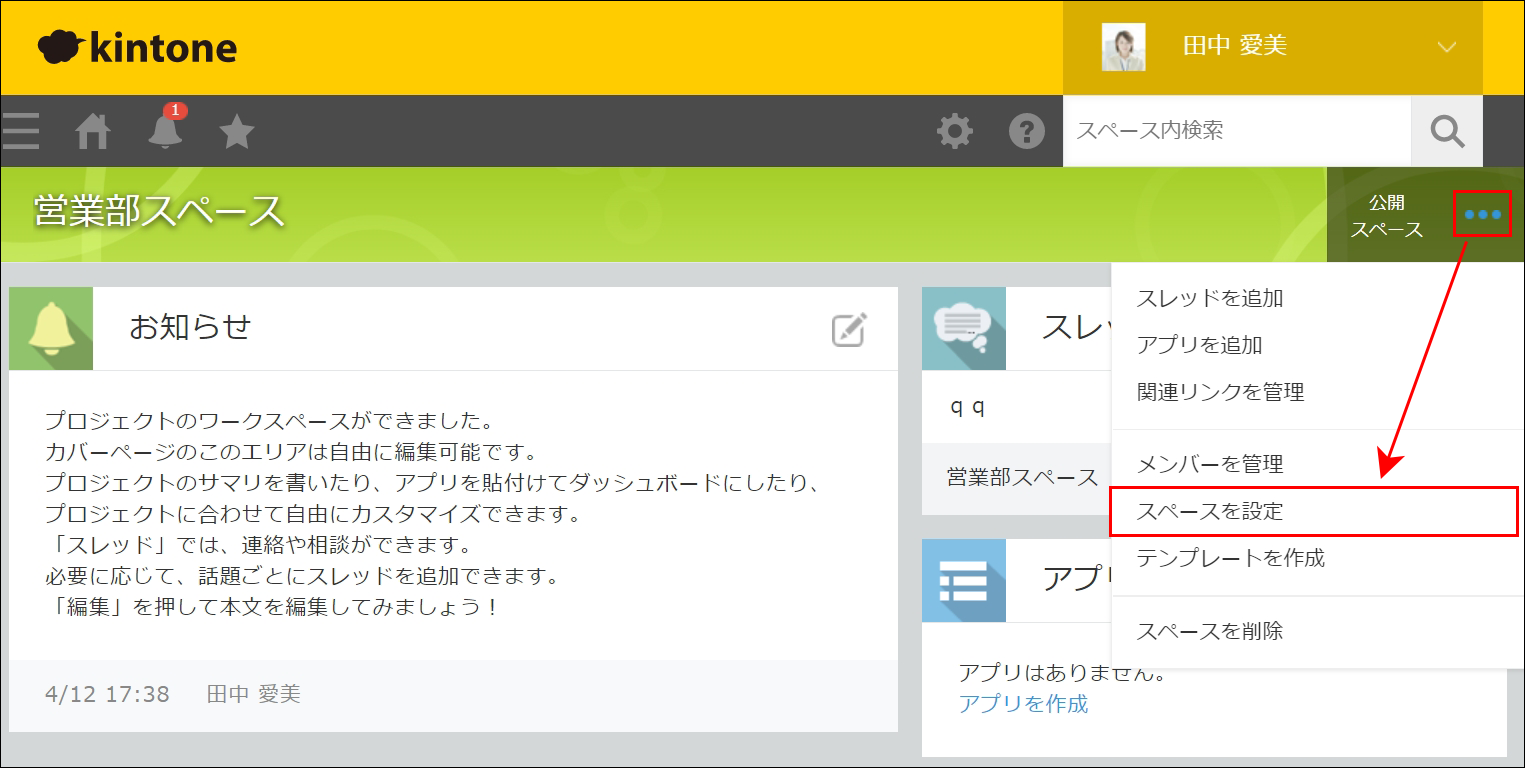 kintone
田中 愛美
1
?
スペース内検索
営業部スペース
公開
スペース
お知らせ
プロジェクトのワークスペースができました。
カバーページのこのエリアは自由に編集可能です。
プロジェクトのサマリを書いたり、アプリを貼付けてダッシュボードにしたり、
プロジェクトに合わせて自由にカスタマイズできます。
「スレッド」では、連絡や相談ができます。
必要に応じて、話題ごとにスレッドを追加できます。
「編集」を押して本文を編集してみましょう！
4/12 17:38 田中 愛美
スレッ
q q
営業部スペース
アプ
アプリはありません。
アプリを作成
スレッドを追加
アプリを追加
関連リンクを管理
メンバーを管理
スペースを設定
テンプレートを作成
スペースを削除